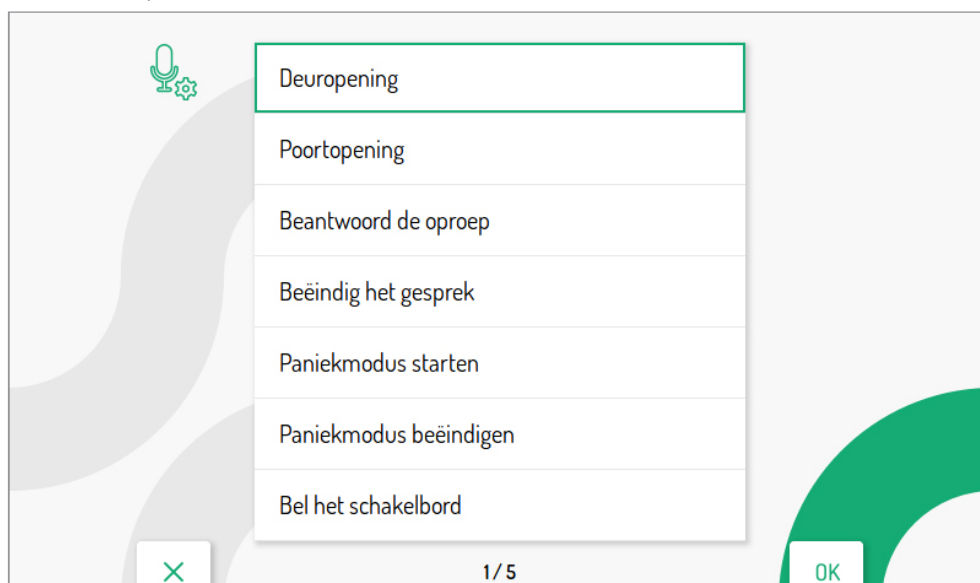 Deuropening
Poortopening
Beantwoord de oproep
Beëindig het gesprek
Paniekmodus starten
Paniekmodus beëindigen
Bel het schakelbord
1/5
OK